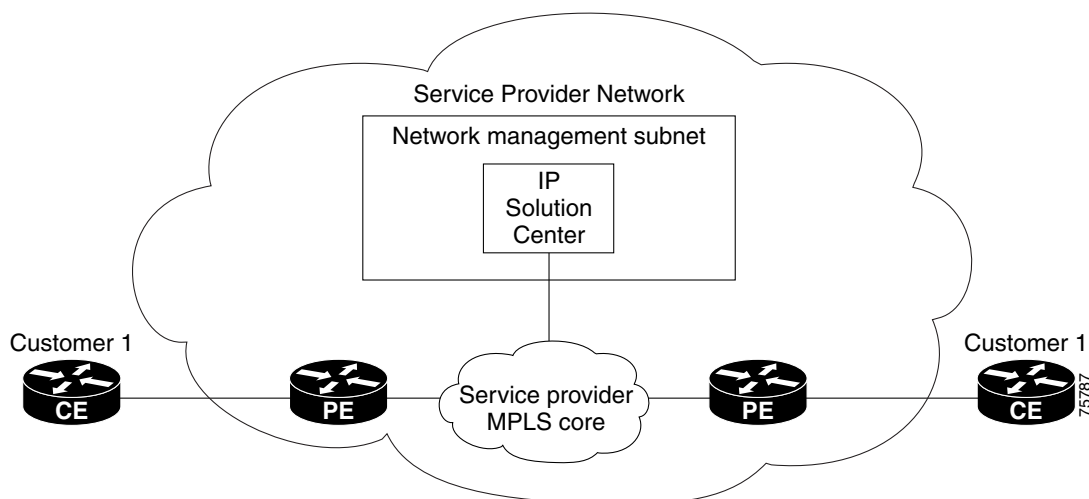 Service Provider Network
Network management subnet
IP
Solution
Center
Customer 1
Customer 1
CE
PE
Service provider
MPLS core
PE
CE
75787